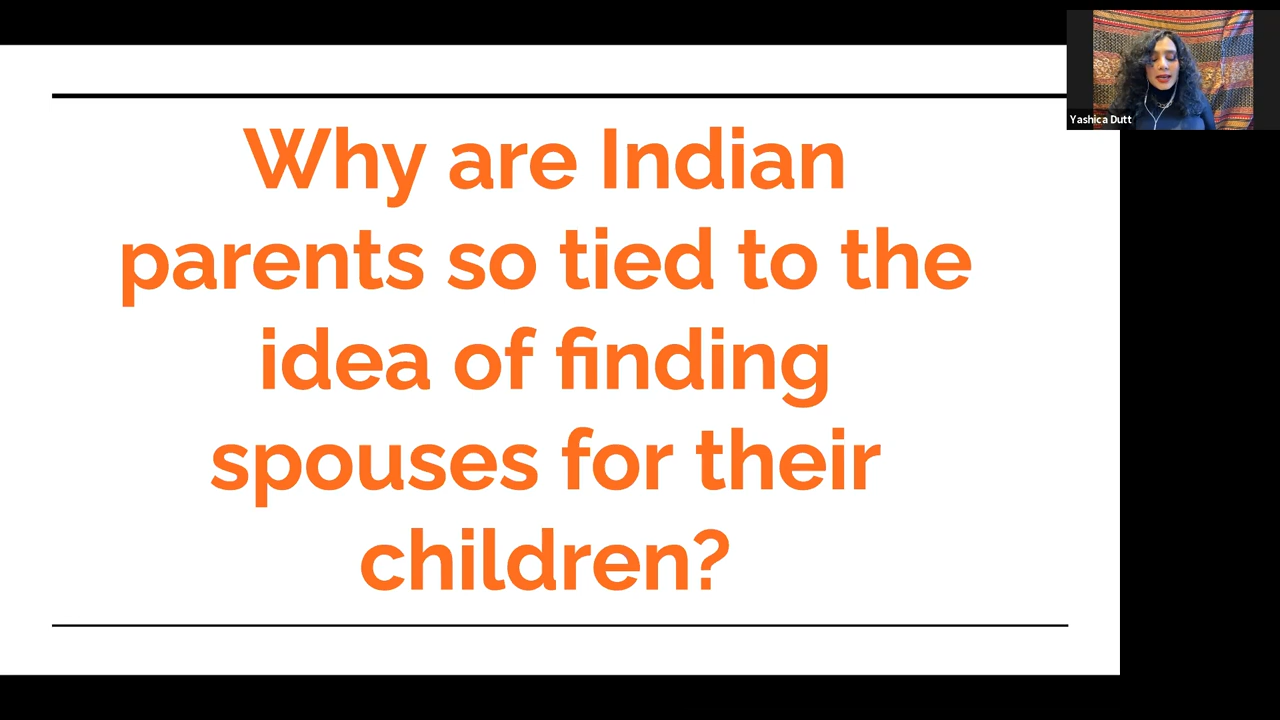 Why are Indian
parents so tied to the
idea of finding
spouses for their
children?
Yashica Dutt